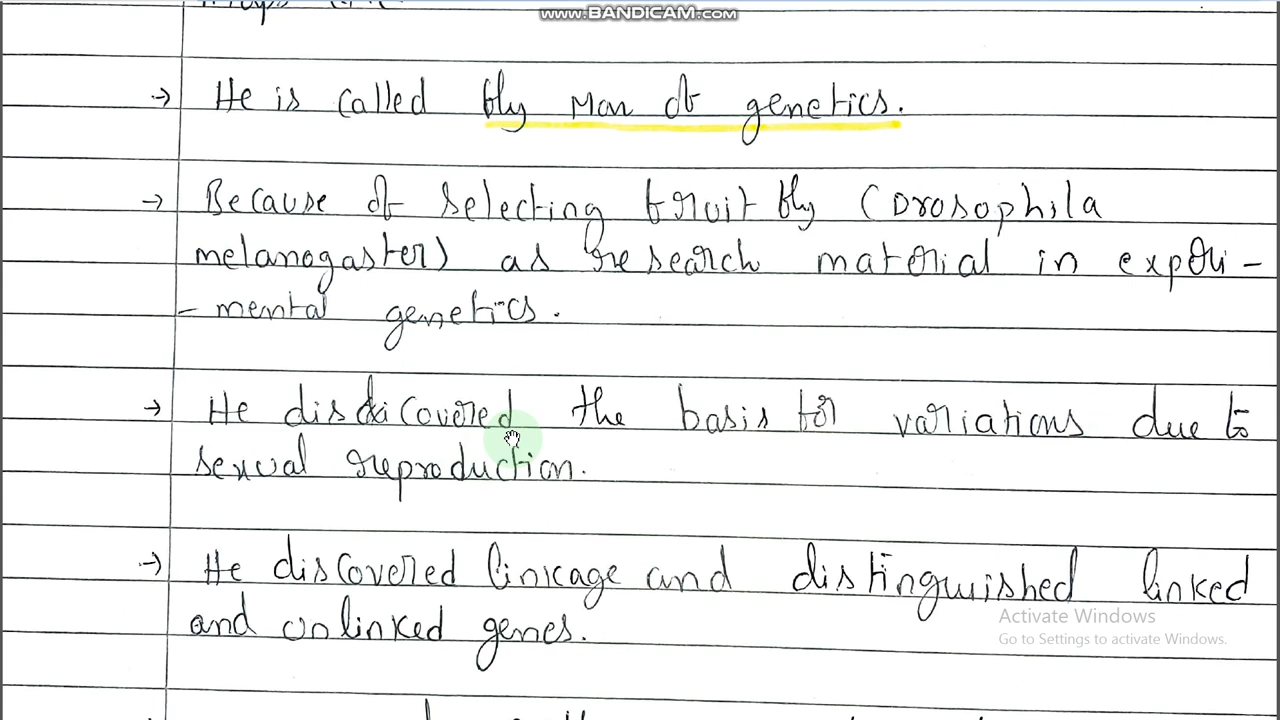 www.BANDICAM.com
→ He is called fly Man of genetics.
→ Because of selecting fruit fly (Drosophila
melanogaster) as research material in experi-
- mental genetics.
→ He discovered the basis for variations due to
sexual reproduction.
→ He discovered linkage and distinguished linked
and unlinked genes.
Activate Windows
Go to Settings to activate Windows.